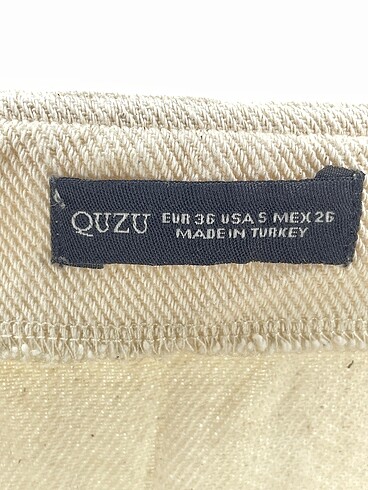 QUZU
EUR 36 USA S MEX 26
MADE IN TURKEY